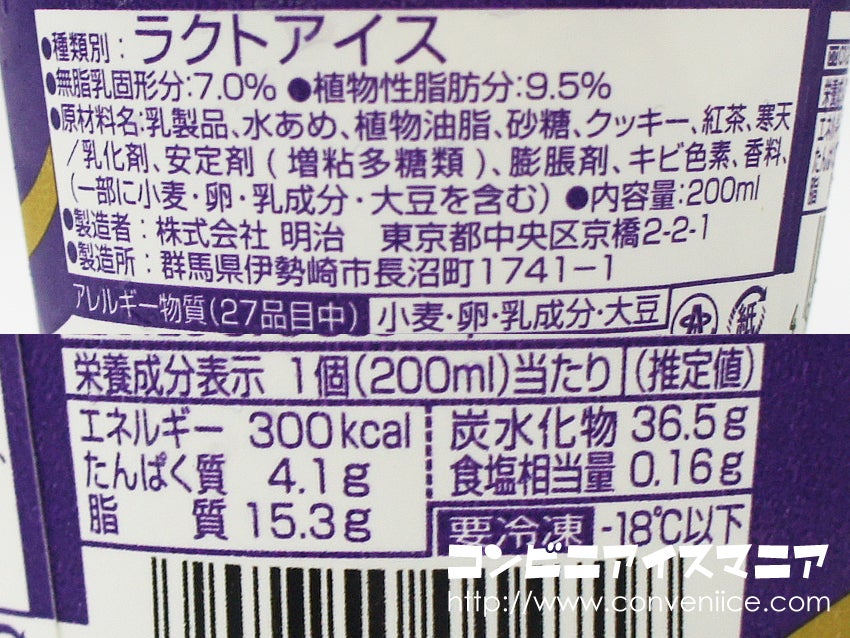 ●種類別：ラクトアイス
●無脂乳固形分:7.0% ●植物性脂肪分:9.5%
●原材料名:乳製品、水あめ、植物油脂、砂糖、クッキー、紅茶、寒天
/乳化剤、安定剤（増粘多糖類）、膨脹剤、キビ色素、香料、
（一部に小麦・卵・乳成分・大豆を含む）●内容量:200ml
●製造者：株式会社 明治　東京都中央区京橋2-2-1
●製造所：群馬県伊勢崎市長沼町1741-1
アレルギー物質（27品目中） 小麦・卵・乳成分・大豆
紙
栄養成分表示 1個(200ml)当たり (推定値)
エネルギー 300kcal 炭水化物 36.5g
たんぱく質 4.1g 食塩相当量 0.16g
脂質 15.3g 要冷凍 -18℃以下
コンビニアイスマニア
http://www.conveniice.com